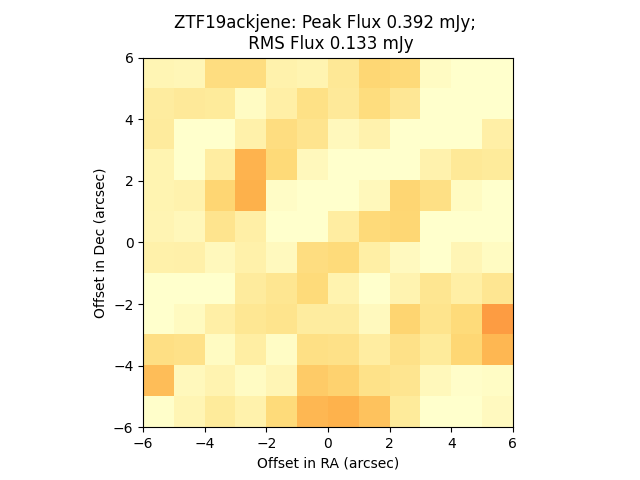 ZTF19ackjene: Peak Flux 0.392 mJy;
RMS Flux 0.133 mJy
6
4
2
0
−2
−4
−6
Offset in Dec (arcsec)
−6 −4 −2 0 2 4 6
Offset in RA (arcsec)